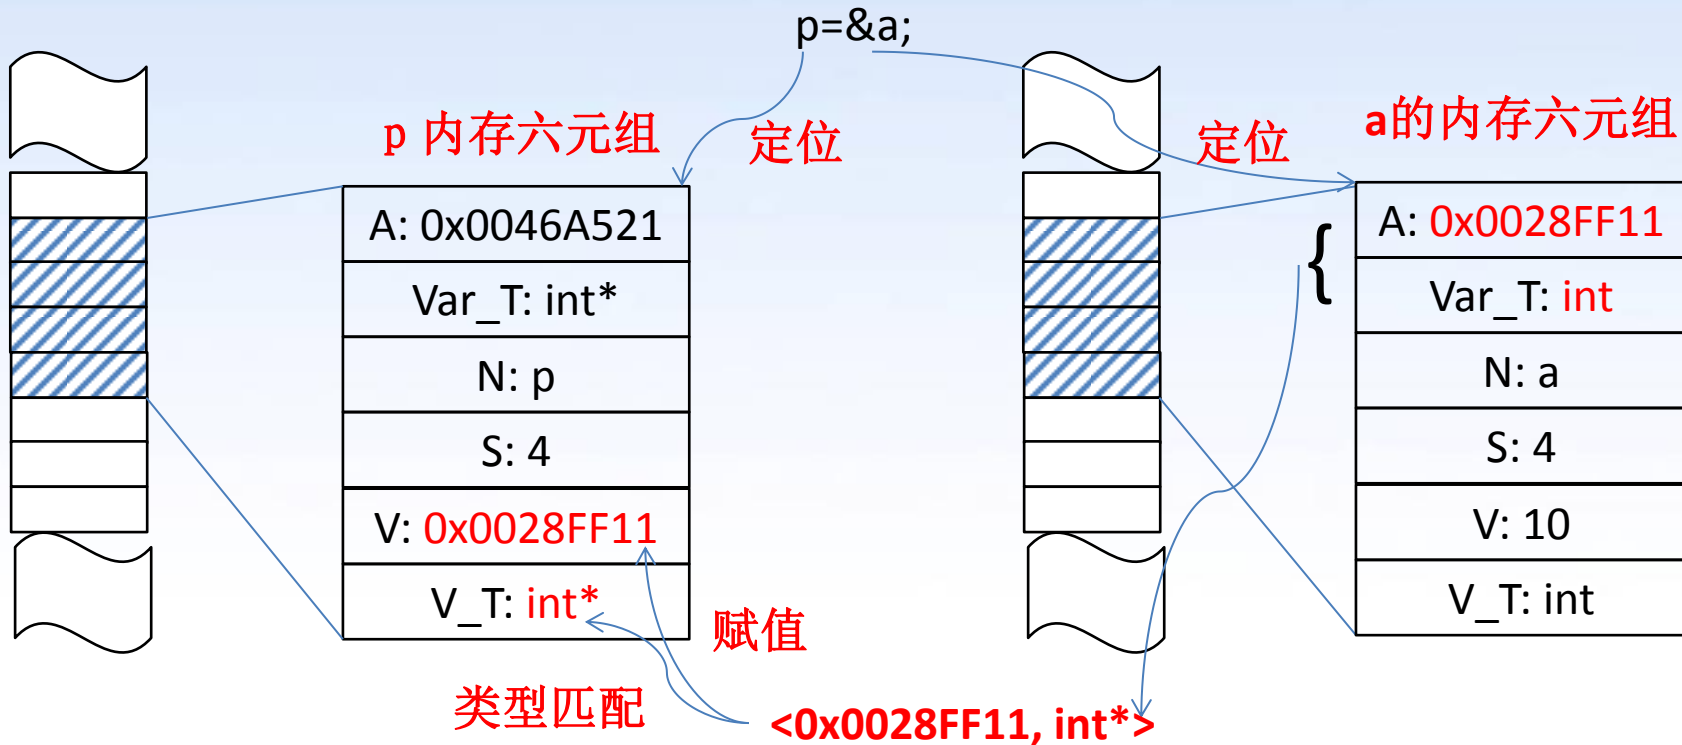 p=&a;
p 内存六元组
定位
A: 0x0046A521
Var_T: int*
N: p
S: 4
V: 0x0028FF11
V_T: int*
赋值
类型匹配
<0x0028FF11, int*>
定位
a的内存六元组
{
A: 0x0028FF11
Var_T: int
N: a
S: 4
V: 10
V_T: int